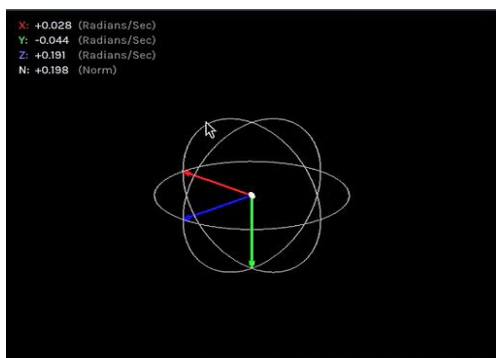 X: +0.028 (Radians/Sec)
Y: -0.044 (Radians/Sec)
Z: +0.191 (Radians/Sec)
N: +0.198 (Norm)